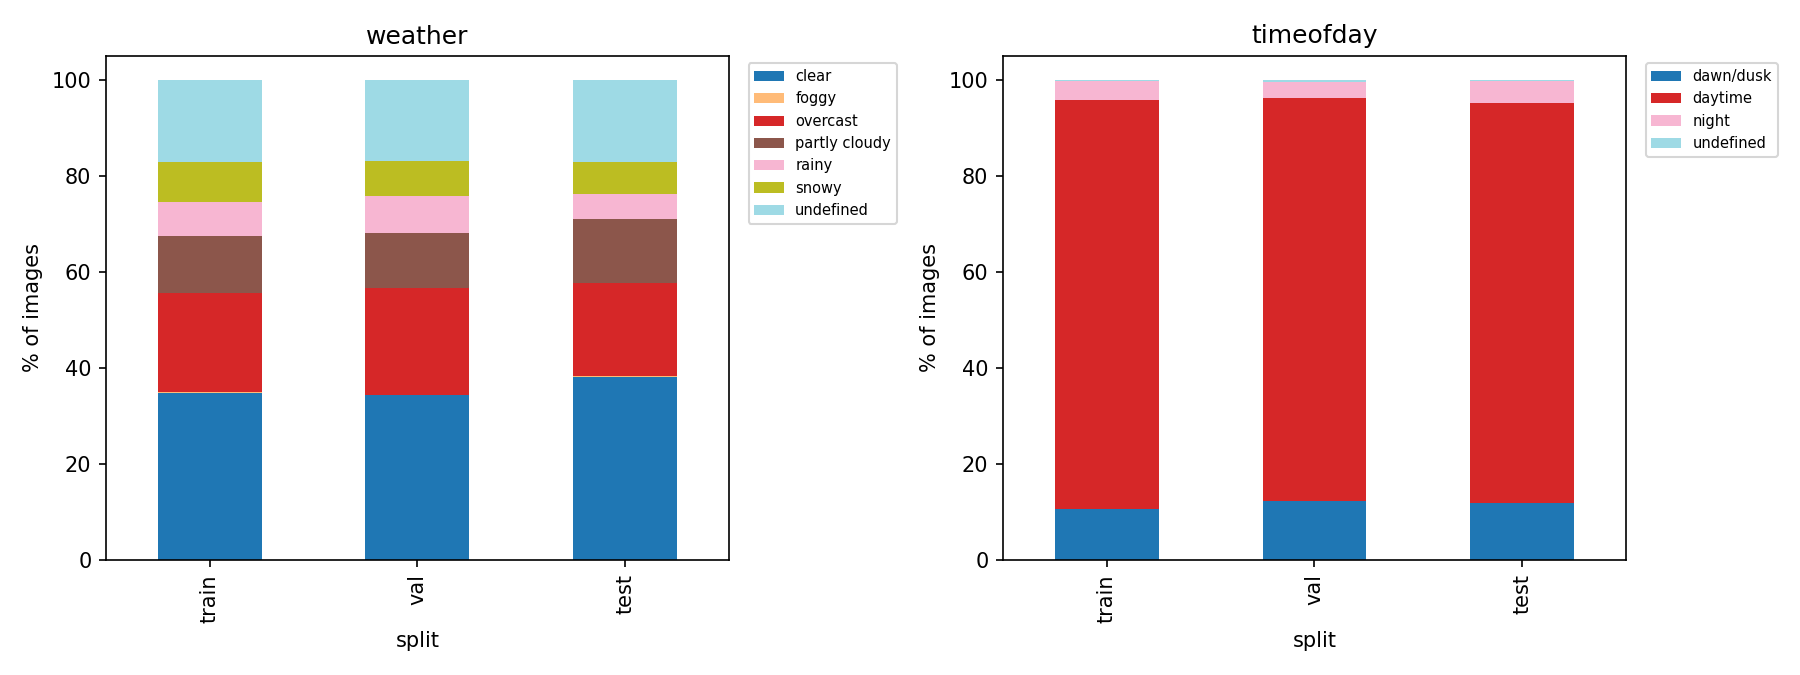 weather
100
80
60
40
20
0
% of images
train
val
test
split
clear
foggy
overcast
partly cloudy
rainy
snowy
undefined
timeofday
100
80
60
40
20
0
% of images
train
val
test
split
dawn/dusk
daytime
night
undefined